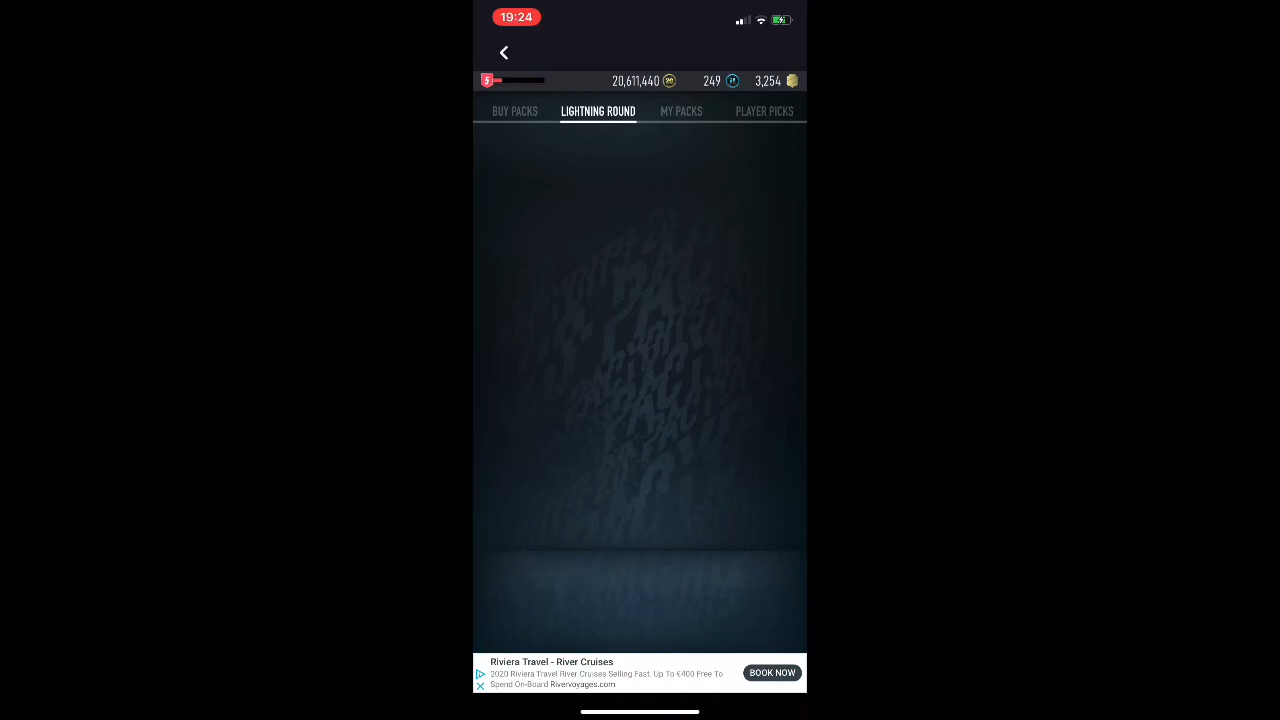 19:24
5 20,611,440 249 3,254
BUY PACKS LIGHTNING ROUND MY PACKS PLAYER PICKS
Riviera Travel - River Cruises
2020 Riviera Travel River Cruises Selling Fast. Up To €400 Free To
Spend On-Board Rivervoyages.com
BOOK NOW